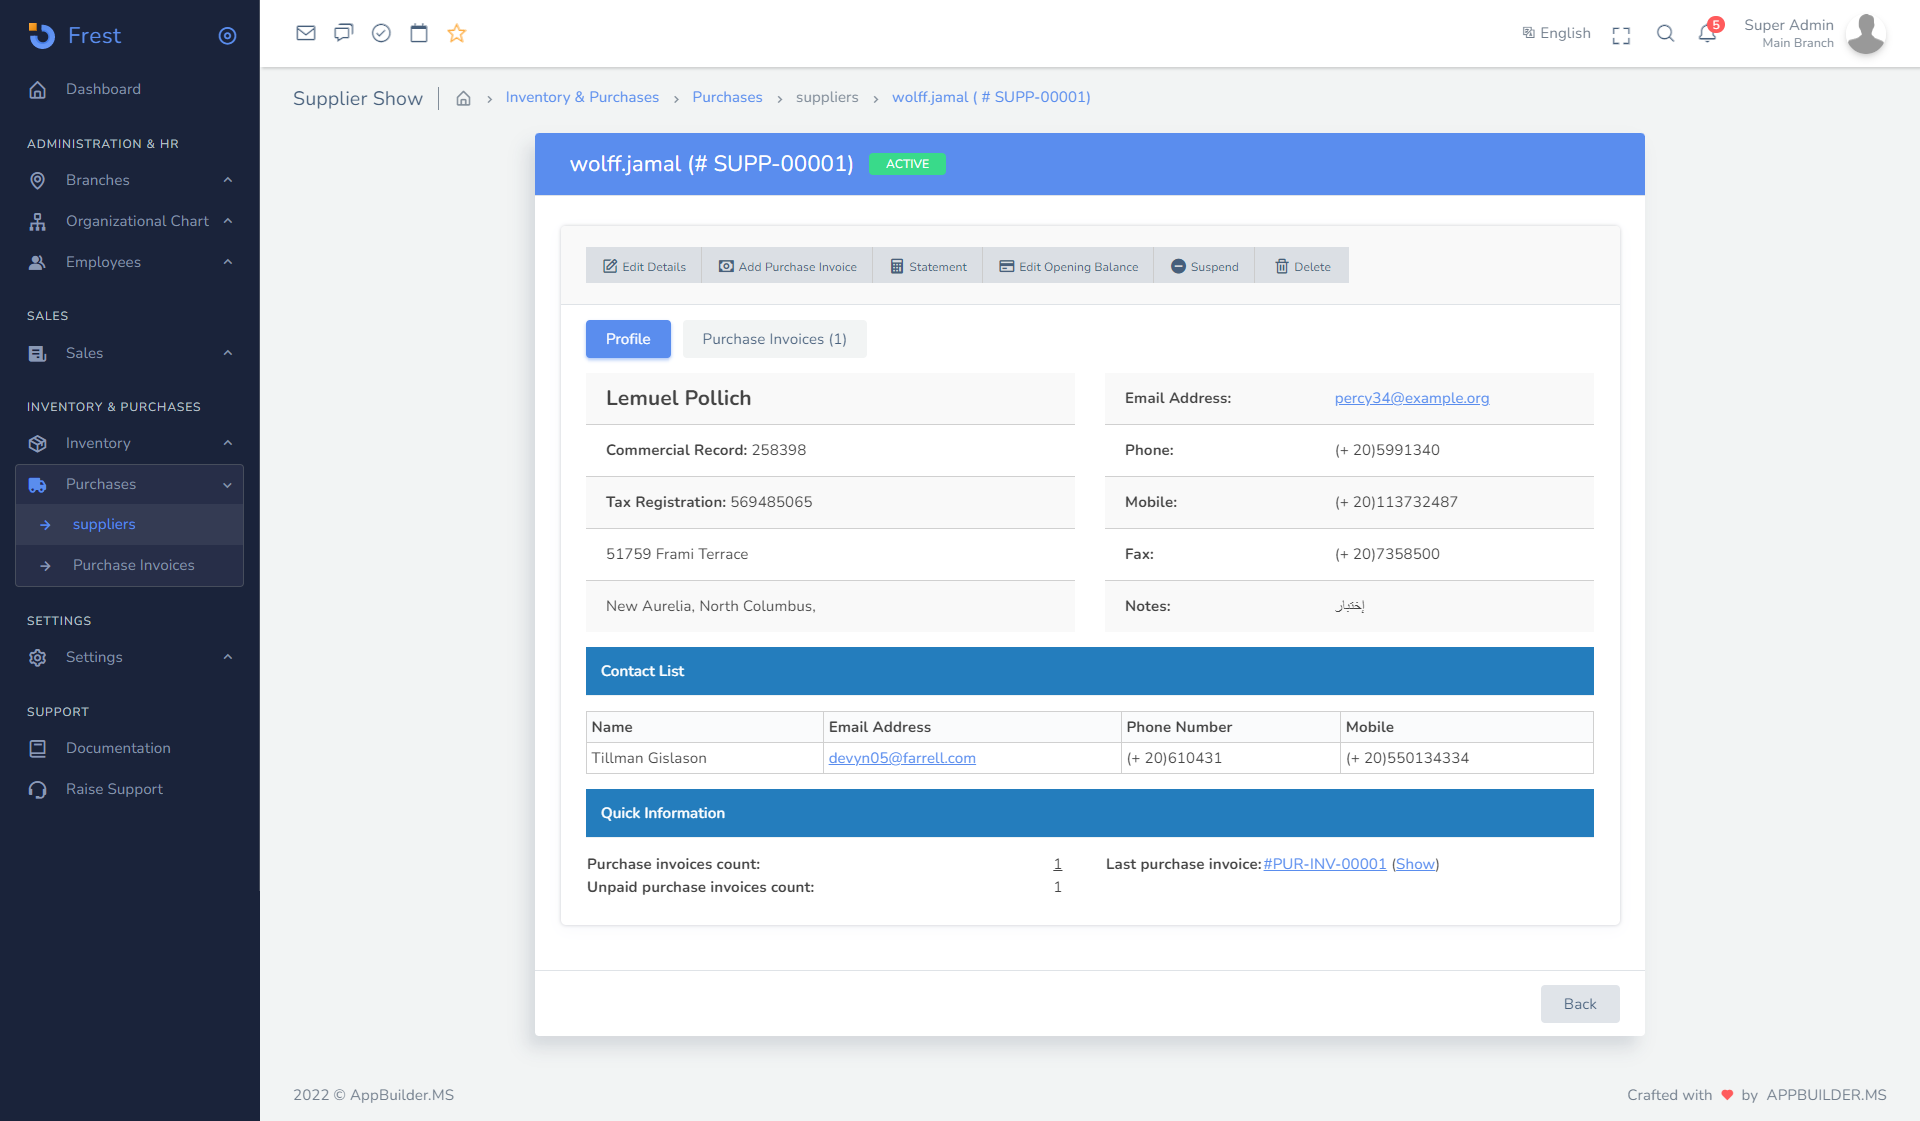 Frest
Dashboard
ADMINISTRATION & HR
Branches
Organizational Chart
Employees
SALES
Sales
INVENTORY & PURCHASES
Inventory
Purchases
suppliers
Purchase Invoices
SETTINGS
Settings
SUPPORT
Documentation
Raise Support
English
5
Super Admin
Main Branch
Supplier Show
Inventory & Purchases
Purchases
suppliers
wolff.jamal ( # SUPP-00001)
wolff.jamal (# SUPP-00001) ACTIVE
Edit Details Add Purchase Invoice Statement Edit Opening Balance Suspend Delete
Profile Purchase Invoices (1)
Lemuel Pollich
Commercial Record: 258398
Tax Registration: 569485065
51759 Frami Terrace
New Aurelia, North Columbus,
Email Address: percy34@example.org
Phone: (+ 20)5991340
Mobile: (+ 20)113732487
Fax: (+ 20)7358500
Notes: إختبار
Contact List
Name Email Address Phone Number Mobile
Tillman Gislason devyn05@farrell.com (+ 20)610431 (+ 20)550134334
Quick Information
Purchase invoices count: 1
Unpaid purchase invoices count: 1
Last purchase invoice: #PUR-INV-00001 (Show)
Back
2022 © AppBuilder.MS
Crafted with by APPBUILDER.MS